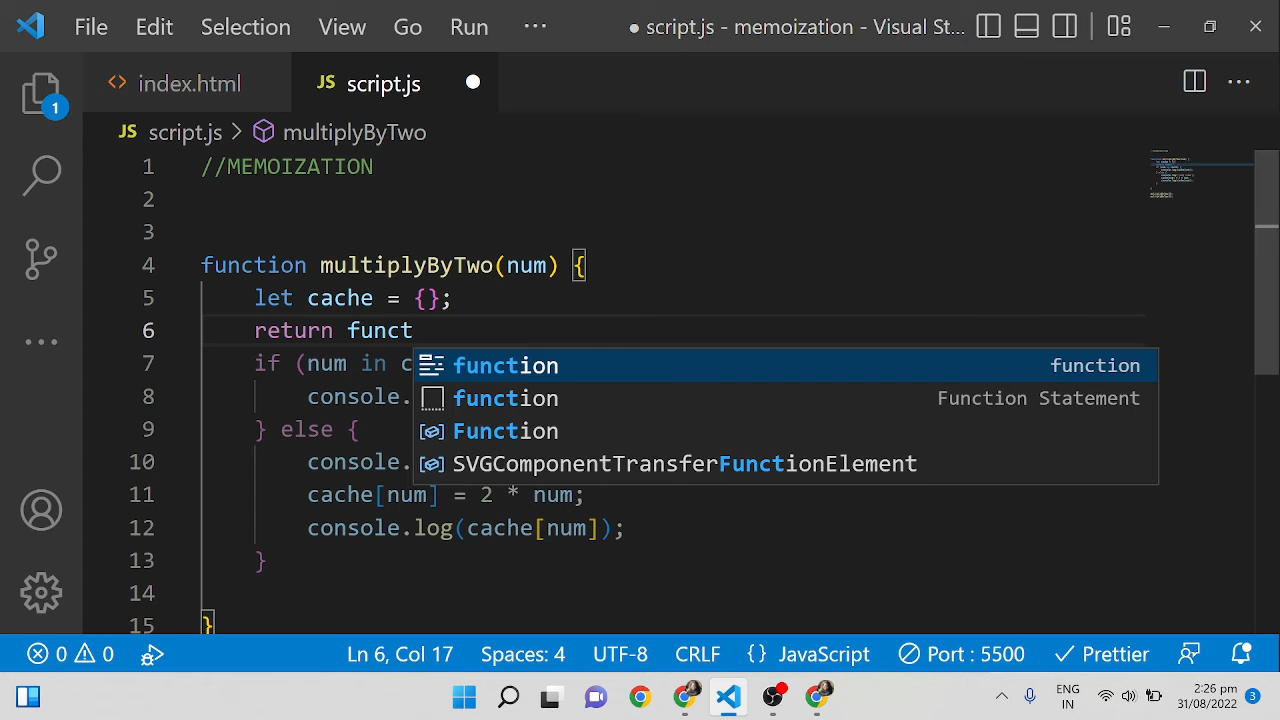 File Edit Selection View Go Run ··· ● script.js - memoization - Visual St...
index.html JS script.js
JS script.js > multiplyByTwo
1 //MEMOIZATION
2
3
4 function multiplyByTwo(num) {
5 let cache = {};
6 return funct
7 if (num in c
function function
8 console.
function Function Statement
9 } else {
Function
10 console.
SVGComponentTransferFunctionElement
11 cache[num] = 2 * num;
12 console.log(cache[num]);
13 }
14
15 }
0 0 Ln 6, Col 17 Spaces: 4 UTF-8 CRLF {} JavaScript Port : 5500 Prettier
ENG 2:26 pm
IN 31/08/2022 3
1